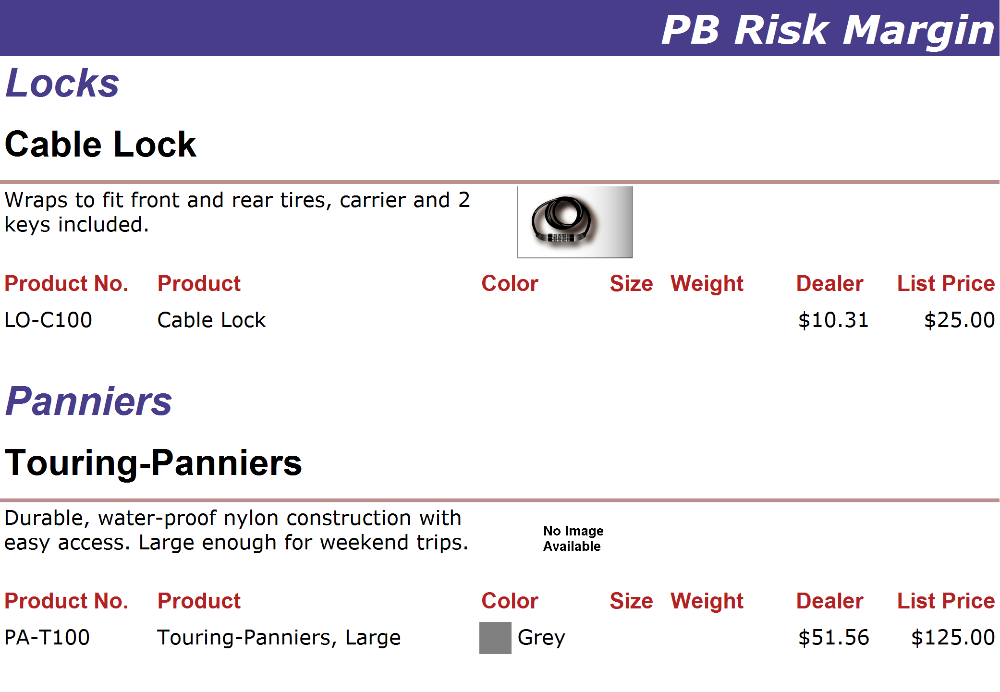 PB Risk Margin
Locks
Cable Lock
Wraps to fit front and rear tires, carrier and 2
keys included.
Product No. Product Color Size Weight Dealer List Price
LO-C100 Cable Lock $10.31 $25.00
Panniers
Touring-Panniers
Durable, water-proof nylon construction with
easy access. Large enough for weekend trips.
No Image
Available
Product No. Product Color Size Weight Dealer List Price
PA-T100 Touring-Panniers, Large Grey $51.56 $125.00